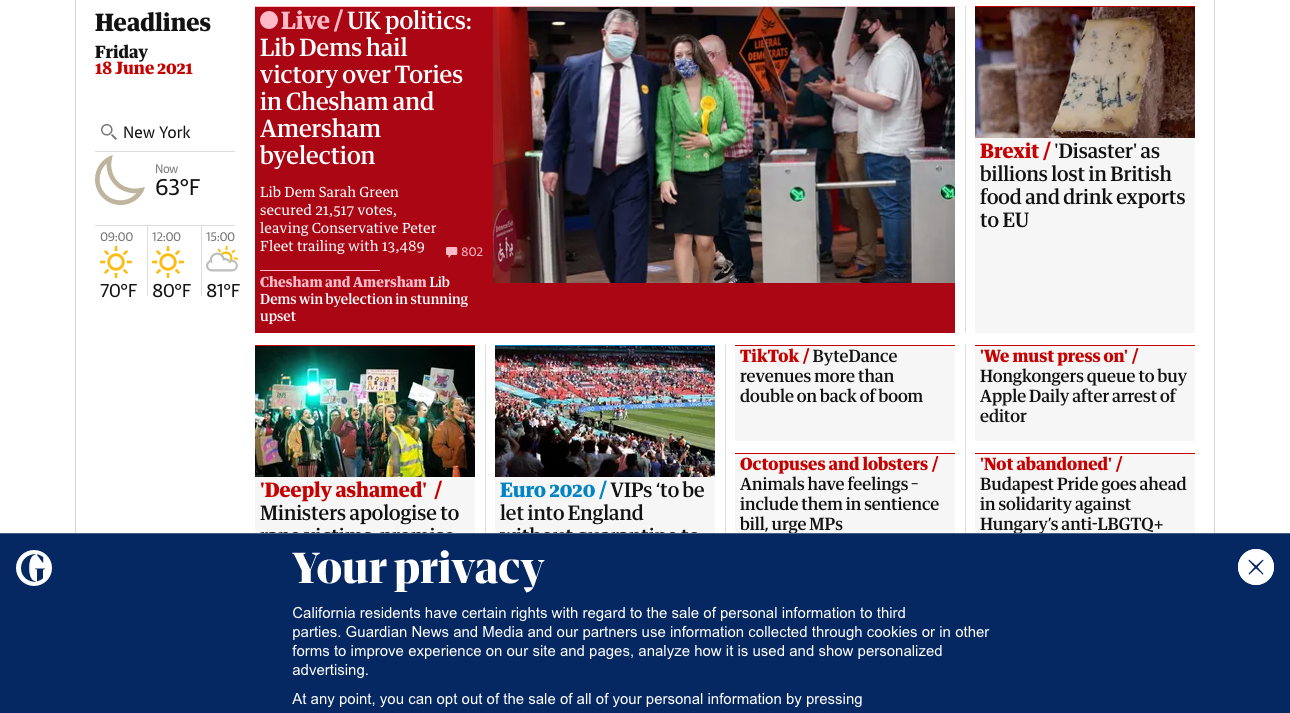 Headlines
Friday
18 June 2021
New York
Now
63°F
09:00
70°F
12:00
80°F
15:00
81°F
Live / UK politics:
Lib Dems hail
victory over Tories
in Chesham and
Amersham
byelection
Lib Dem Sarah Green
secured 21,517 votes,
leaving Conservative Peter
Fleet trailing with 13,489
802
Chesham and Amersham Lib
Dems win byelection in stunning
upset
LIBERAL
DEMOCRATS
Brexit / 'Disaster' as
billions lost in British
food and drink exports
to EU
'Deeply ashamed' /
Ministers apologise to
Euro 2020 / VIPs ‘to be
let into England
TikTok / ByteDance
revenues more than
double on back of boom
'We must press on' /
Hongkongers queue to buy
Apple Daily after arrest of
editor
Octopuses and lobsters /
Animals have feelings –
include them in sentience
bill, urge MPs
'Not abandoned' /
Budapest Pride goes ahead
in solidarity against
Hungary’s anti-LBGTQ+
Your privacy
California residents have certain rights with regard to the sale of personal information to third
parties. Guardian News and Media and our partners use information collected through cookies or in other
forms to improve experience on our site and pages, analyze how it is used and show personalized
advertising.
At any point, you can opt out of the sale of all of your personal information by pressing